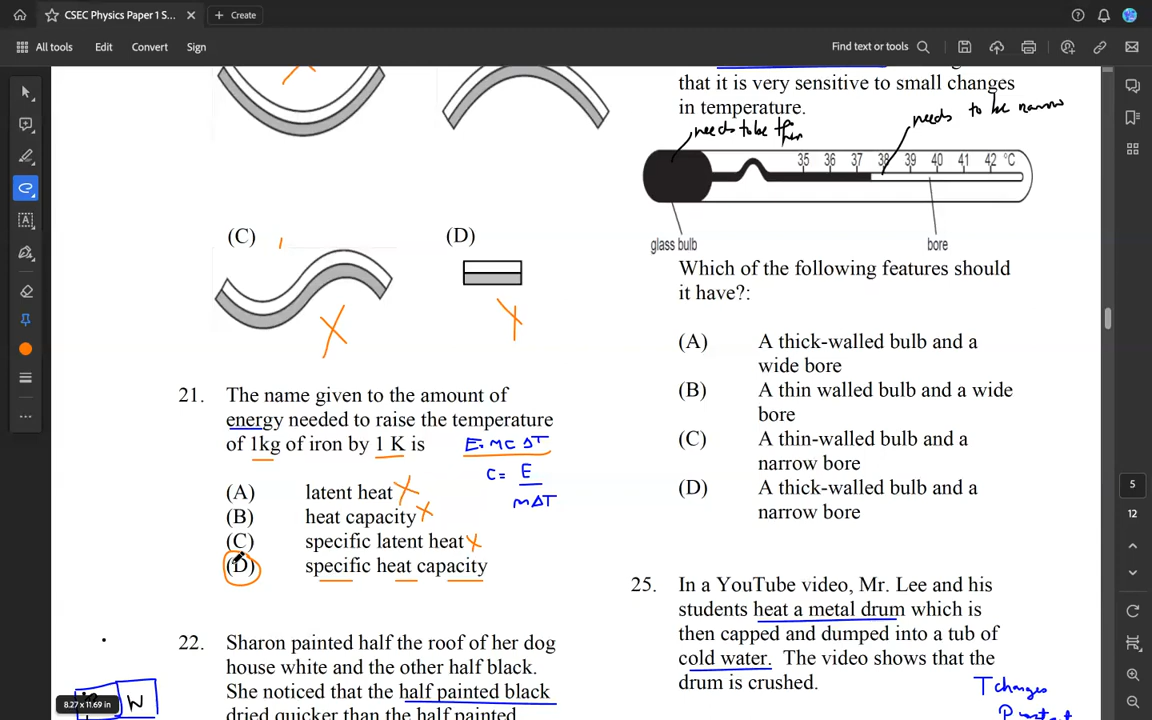 CSEC Physics Paper 1 S...
Create
All tools
Edit
Convert
Sign
Find text or tools
that it is very sensitive to small changes
in temperature.
needs to be thin
needs to be narrow
35 36 37 38 39 40 41 42 °C
glass bulb
bore
(C)
(D)
Which of the following features should
it have?:
(A) A thick-walled bulb and a
wide bore
(B) A thin walled bulb and a wide
bore
(C) A thin-walled bulb and a
narrow bore
(D) A thick-walled bulb and a
narrow bore
21. The name given to the amount of
energy needed to raise the temperature
of 1kg of iron by 1 K is
E=MCΔT
C= E
MΔT
(A) latent heat
(B) heat capacity
(C) specific latent heat
(D) specific heat capacity
22. Sharon painted half the roof of her dog
house white and the other half black.
She noticed that the half painted black
dried quicker than the half painted
W
25. In a YouTube video, Mr. Lee and his
students heat a metal drum which is
then capped and dumped into a tub of
cold water. The video shows that the
drum is crushed.
T changes
5
12
8.27 x 11.69 in